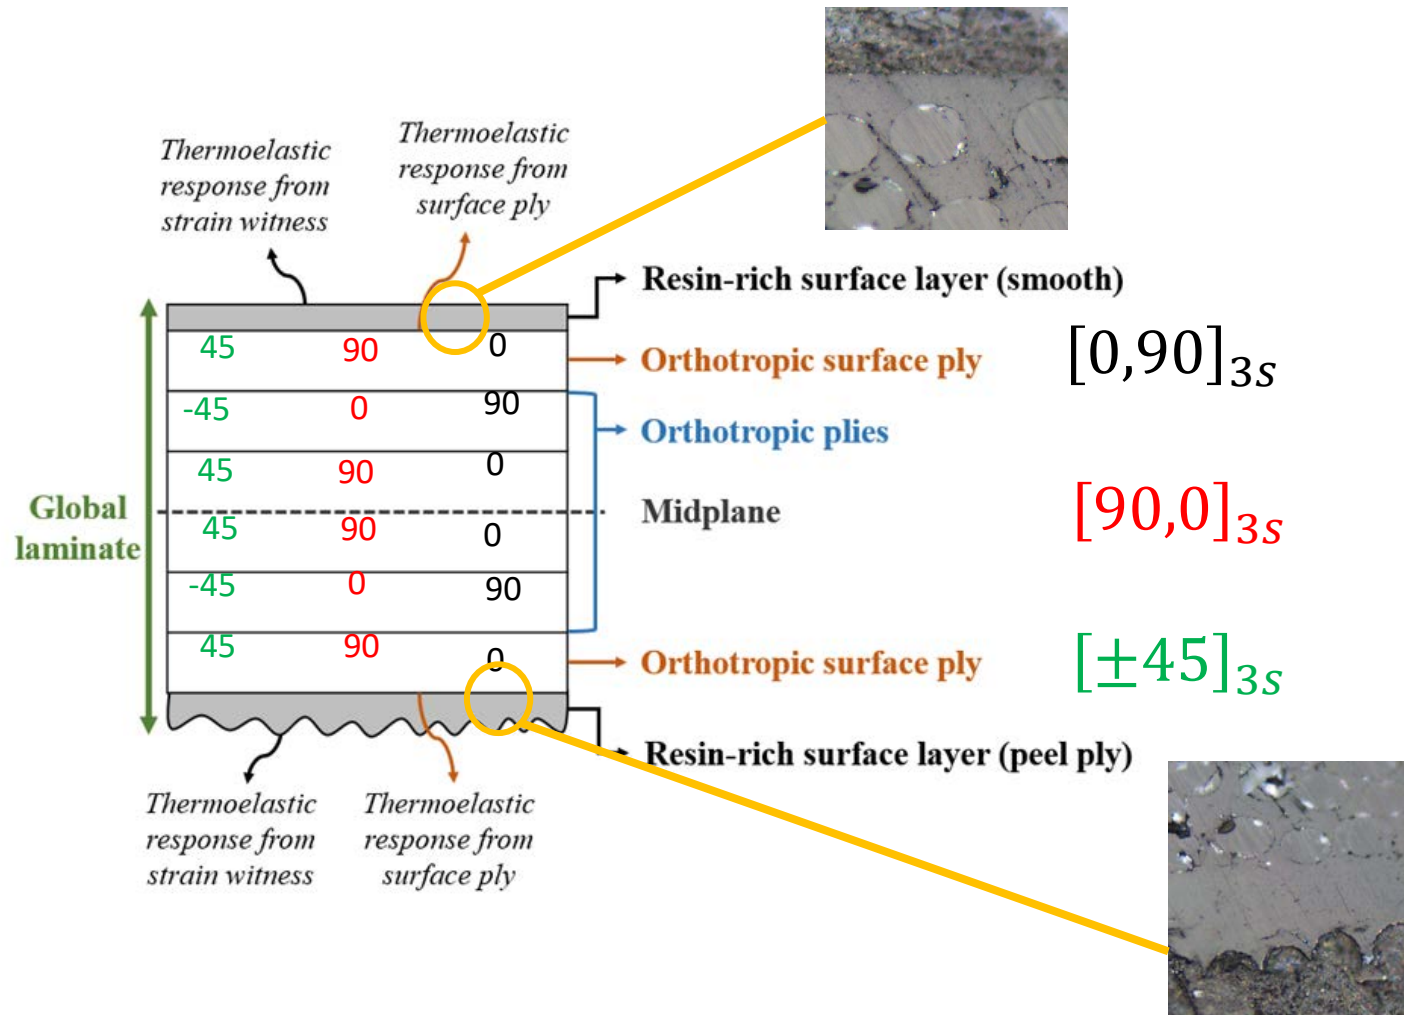 Thermoelastic
response from
strain witness
Thermoelastic
response from
surface ply
Resin-rich surface layer (smooth)
45 90 0
Orthotropic surface ply
[0,90]3s
-45 0 90
Orthotropic plies
45 90 0
Global
laminate
Midplane
[90,0]3s
45 90 0
-45 0 90
45 90 0
Orthotropic surface ply
[±45]3s
Resin-rich surface layer (peel ply)
Thermoelastic
response from
strain witness
Thermoelastic
response from
surface ply